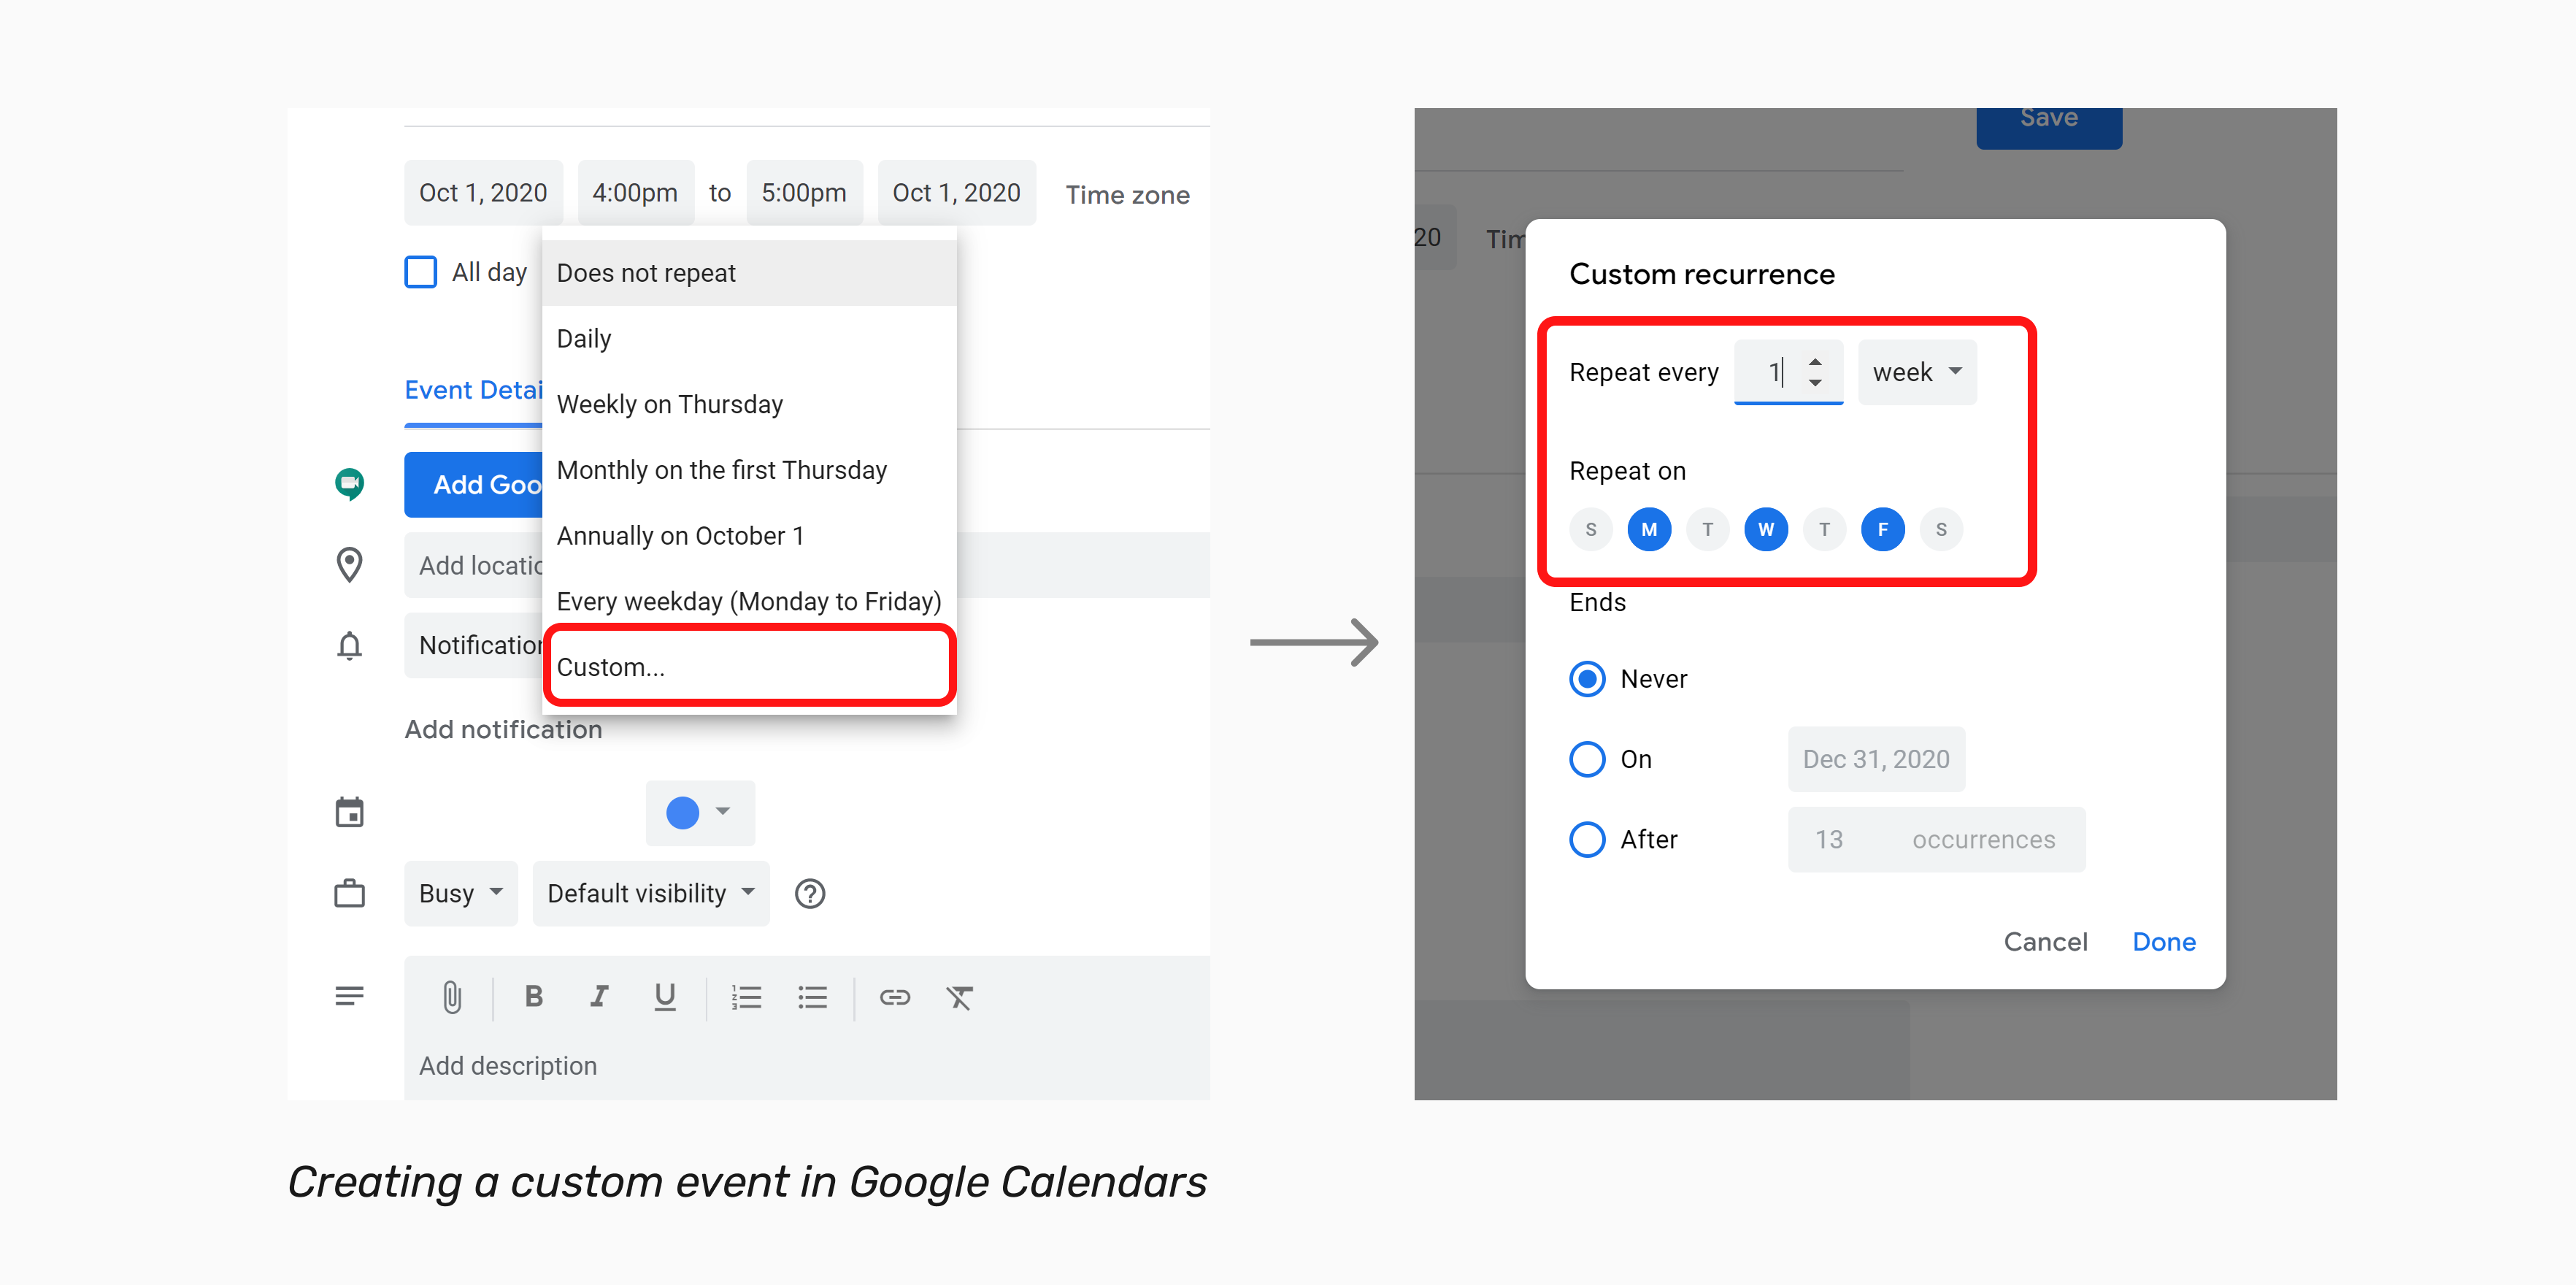 Oct 1, 2020 4:00pm to 5:00pm Oct 1, 2020 Time zone
All day
Does not repeat
Daily
Event Detai
Weekly on Thursday
Monthly on the first Thursday
Add Goo
Annually on October 1
Add locatio
Every weekday (Monday to Friday)
Notification
Custom...
Add notification
Busy Default visibility
B I U
Add description
Save
20 Tim
Custom recurrence
Repeat every 1 week
Repeat on
S M T W T F S
Ends
Never
On Dec 31, 2020
After 13 occurrences
Cancel Done
Creating a custom event in Google Calendars